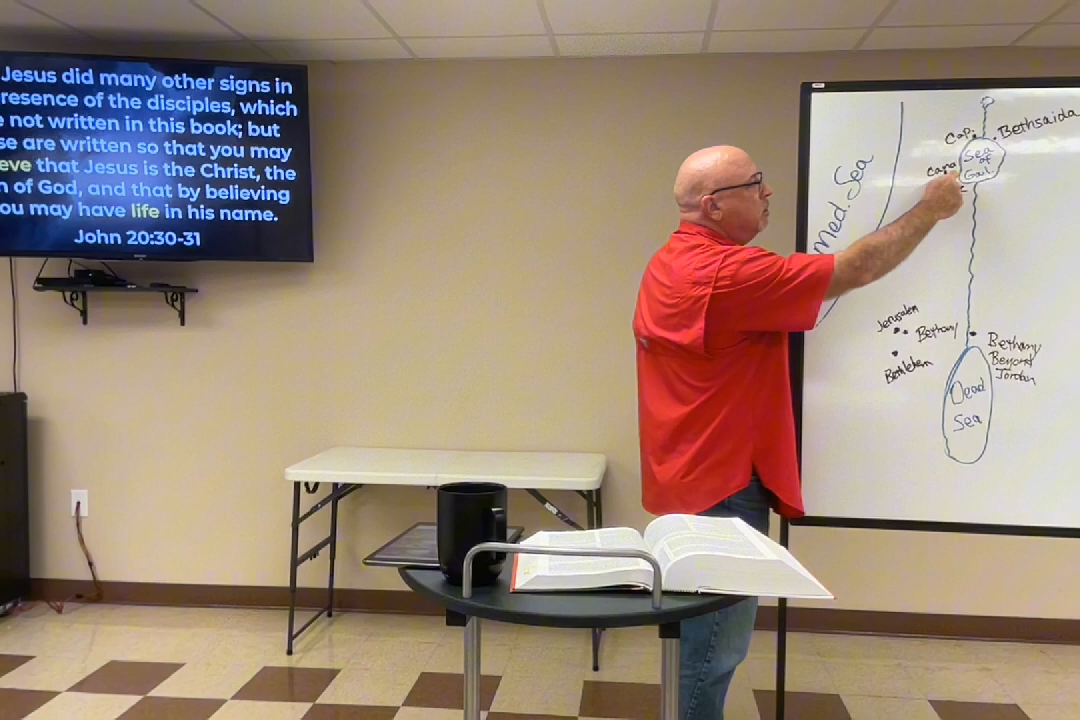 Jesus did many other signs in
resence of the disciples, which
e not written in this book; but
se are written so that you may
eve that Jesus is the Christ, the
n of God, and that by believing
ou may have life in his name.
John 20:30-31
Med. Sea
Cap.
Bethsaida
Sea
of
Gal.
Cana
Jerusalem
Bethany
Bethlehem
Bethany
Beyond
Jordan
Dead
Sea